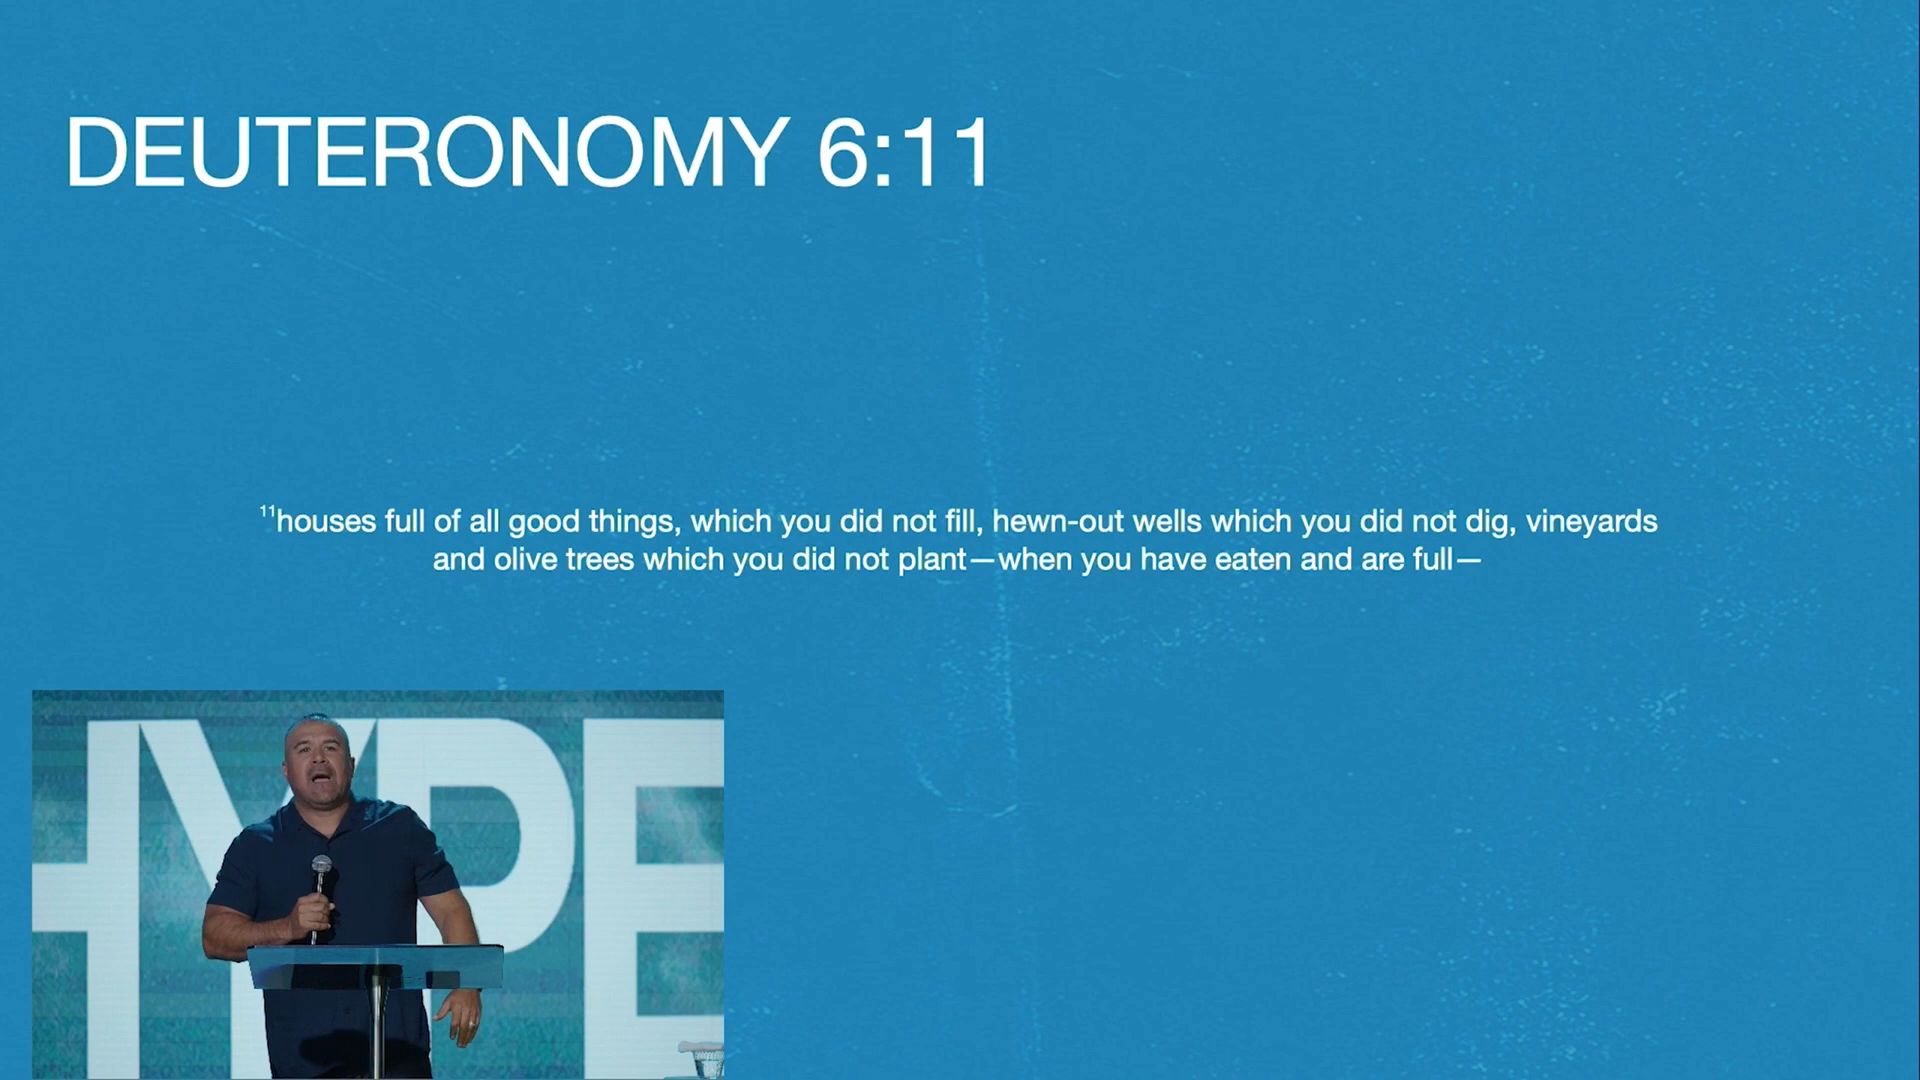 DEUTERONOMY 6:11
11houses full of all good things, which you did not fill, hewn-out wells which you did not dig, vineyards
and olive trees which you did not plant—when you have eaten and are full—
HYPE